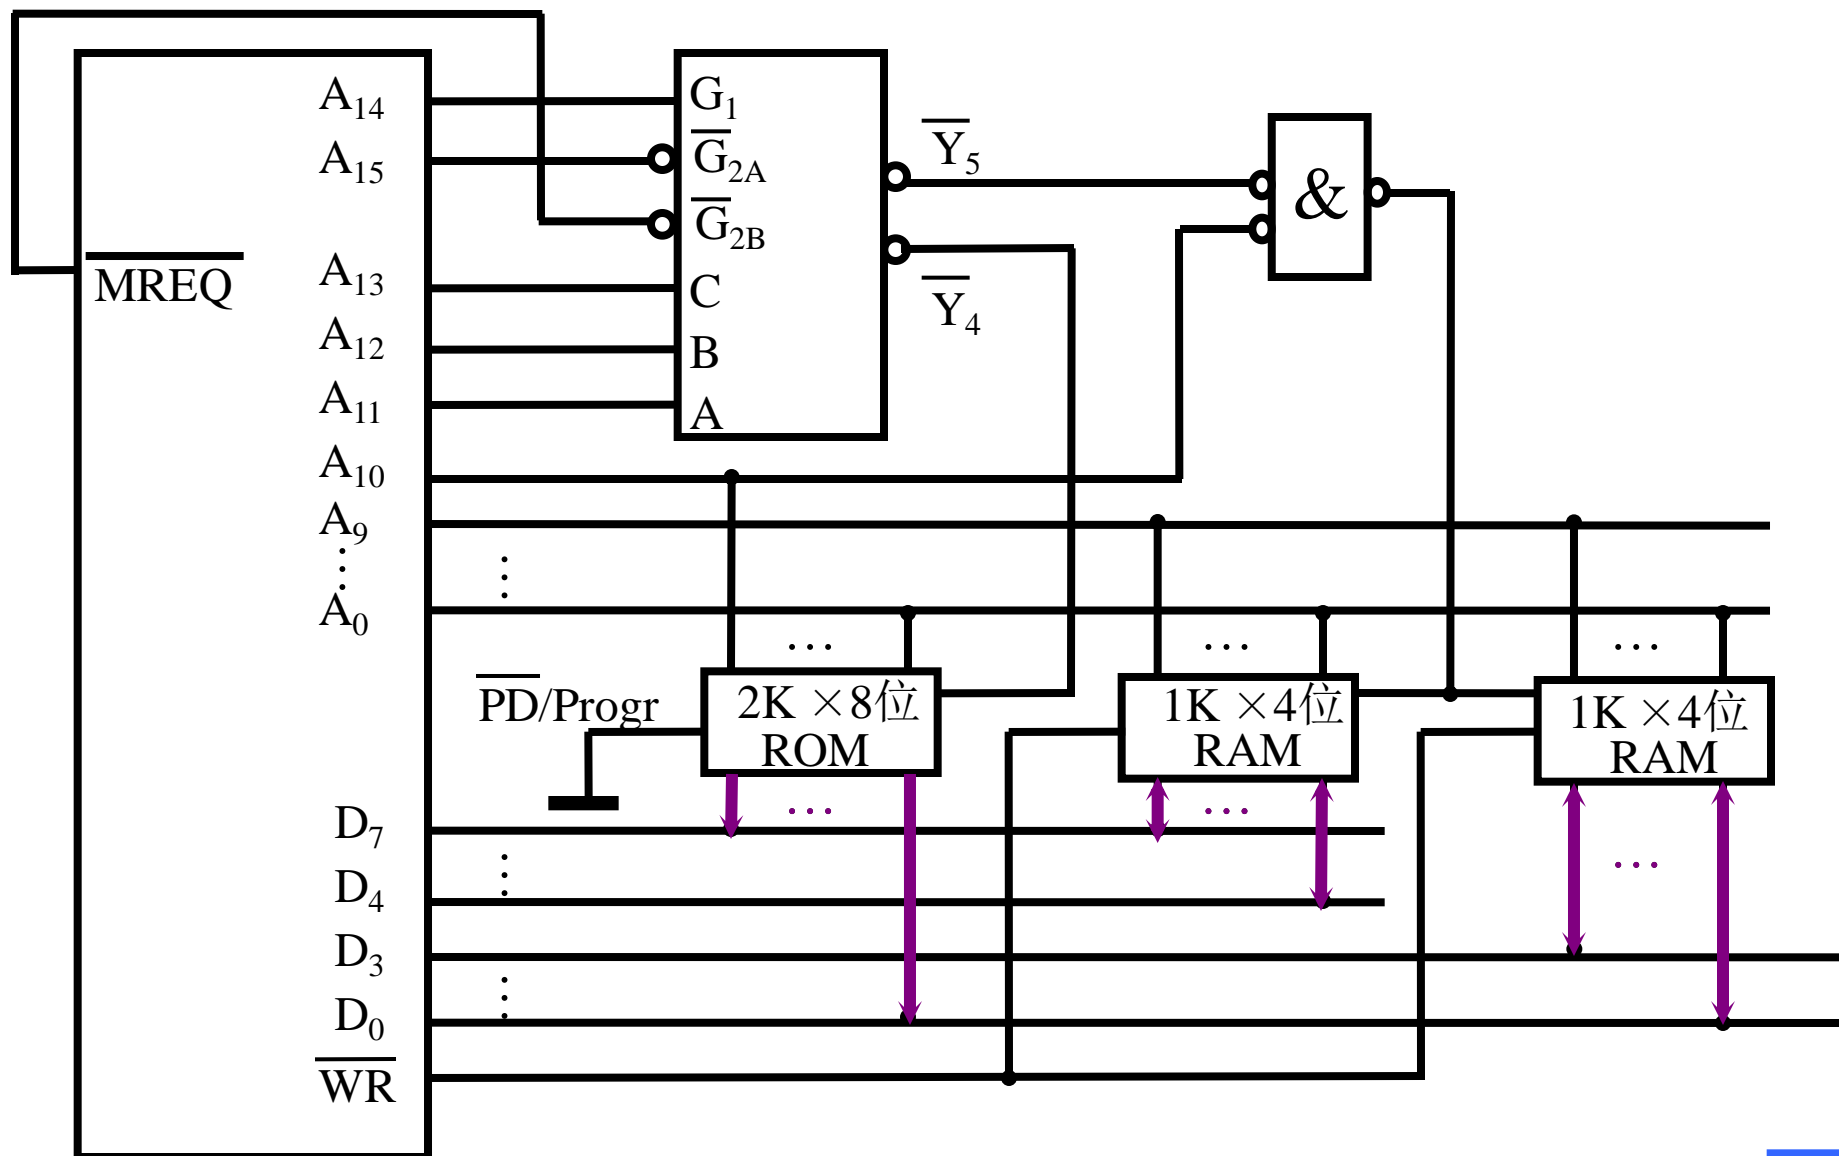 A14
A15
MREQ
A13
A12
A11
A10
A9
⋮
A0
PD/Progr
D7
⋮
D4
D3
⋮
D0
WR
G1
G2A
G2B
C
B
A
Y5
Y4
&
2K ×8位
ROM
1K ×4位
RAM
1K ×4位
RAM